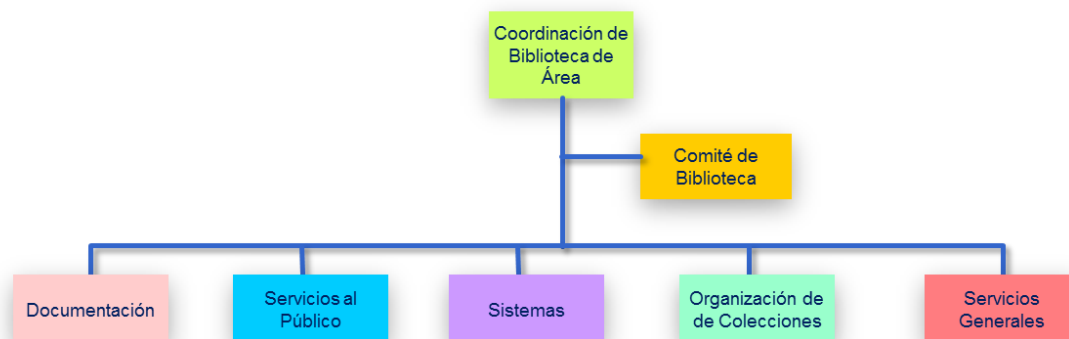 Coordinación de
Biblioteca de
Área
Comité de
Biblioteca
Documentación
Servicios al
Público
Sistemas
Organización de
de Colecciones
Servicios
Generales